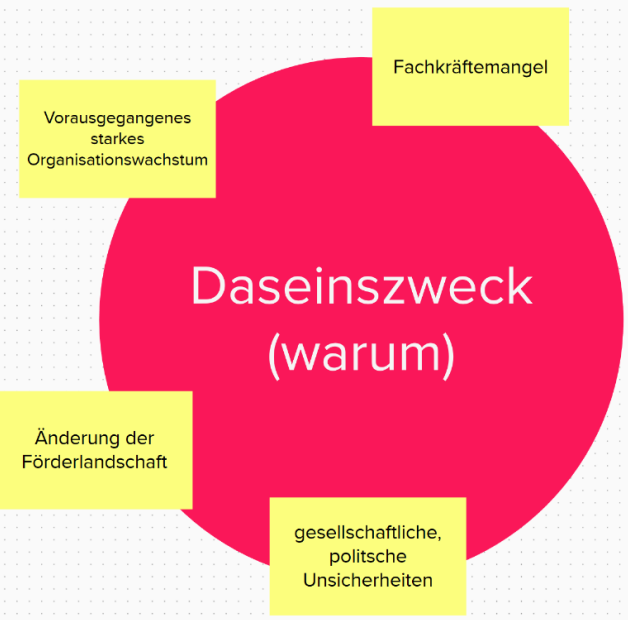 Fachkräftemangel
Vorausgegangenes
starkes
Organisationswachstum
Daseinszweck
(warum)
Änderung der
Förderlandschaft
gesellschaftliche,
politsche
Unsicherheiten